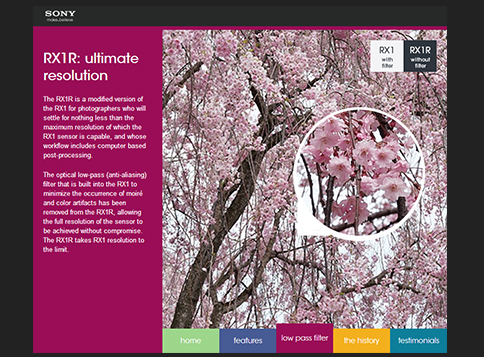 SONY
make.believe
RX1R: ultimate
resolution
The RX1R is a modified version of
the RX1 for photographers who will
settle for nothing less than the
maximum resolution of which the
RX1 sensor is capable, and whose
workflow includes computer based
post-processing.
The optical low-pass (anti-aliasing)
filter that is built into the RX1 to
minimize the occurrence of moiré
and color artifacts has been
removed from the RX1R, allowing
the full resolution of the sensor to
be achieved without compromise.
The RX1R takes RX1 resolution to
the limit.
RX1
with
filter
RX1R
without
filter
home
features
low pass filter
the history
testimonials